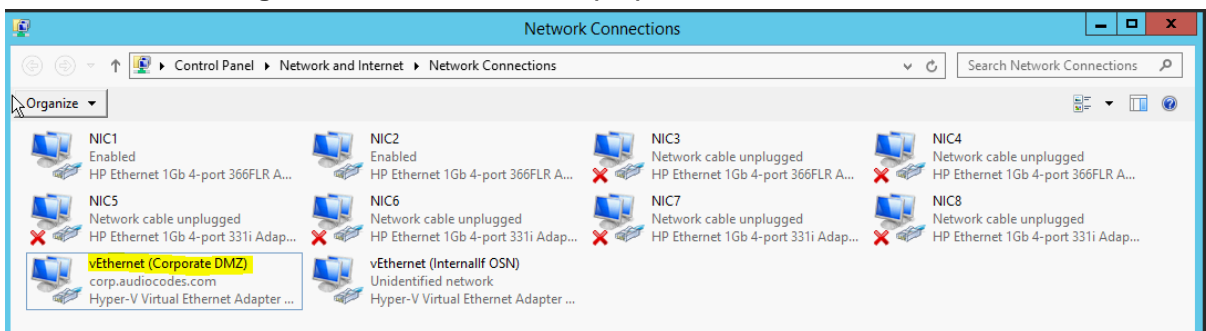 Network Connections
Control Panel Network and Internet Network Connections
Search Network Connections
Organize
NIC1
Enabled
HP Ethernet 1Gb 4-port 366FLR A...
NIC2
Enabled
HP Ethernet 1Gb 4-port 366FLR A...
NIC3
Network cable unplugged
HP Ethernet 1Gb 4-port 366FLR A...
NIC4
Network cable unplugged
HP Ethernet 1Gb 4-port 366FLR A...
NIC5
Network cable unplugged
HP Ethernet 1Gb 4-port 331i Adap...
NIC6
Network cable unplugged
HP Ethernet 1Gb 4-port 331i Adap...
NIC7
Network cable unplugged
HP Ethernet 1Gb 4-port 331i Adap...
NIC8
Network cable unplugged
HP Ethernet 1Gb 4-port 331i Adap...
vEthernet (Corporate DMZ)
corp.audiocodes.com
Hyper-V Virtual Ethernet Adapter ...
vEthernet (InternalIf OSN)
Unidentified network
Hyper-V Virtual Ethernet Adapter ...